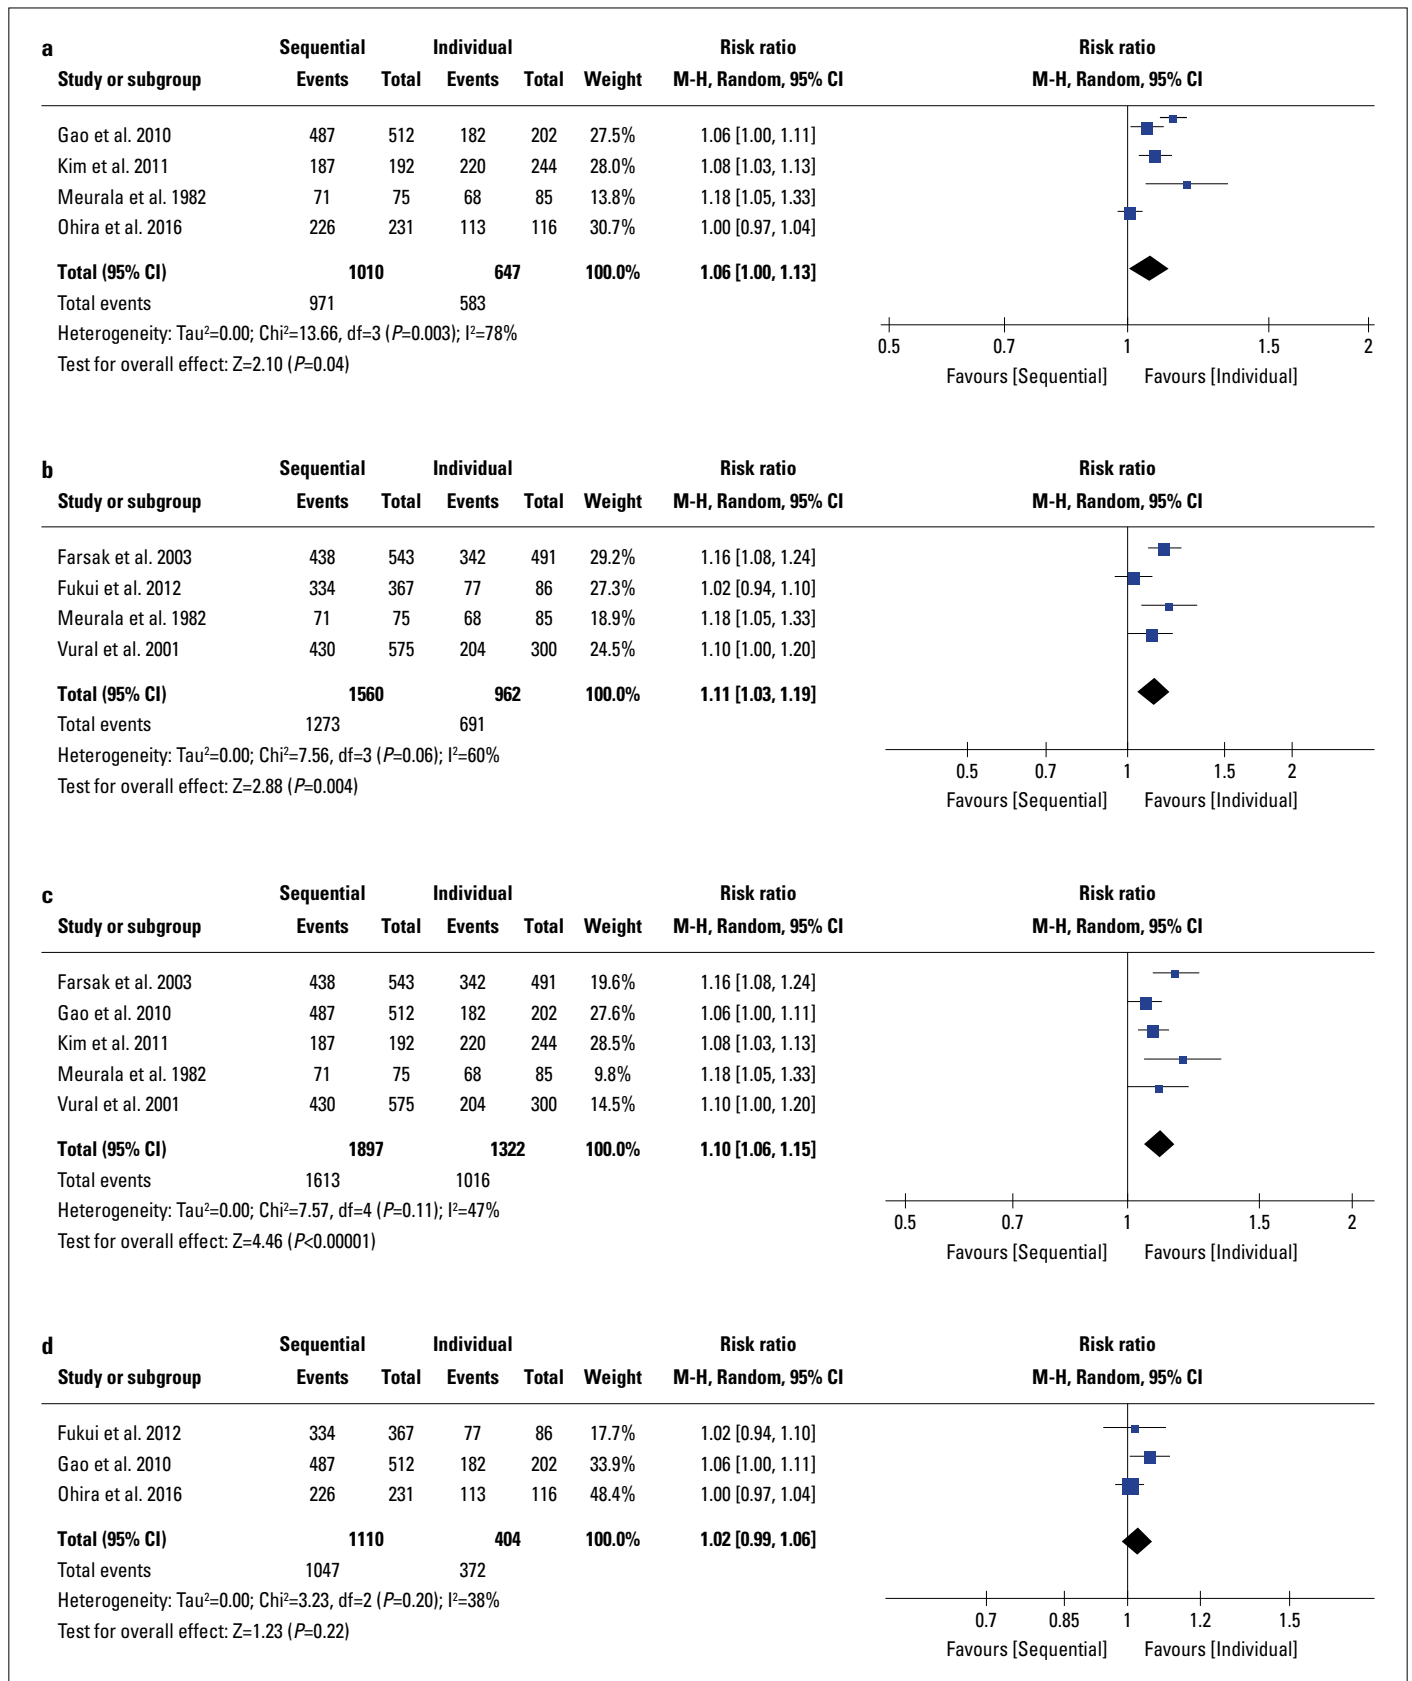 a Sequential Individual Risk ratio Risk ratio
Study or subgroup Events Total Events Total Weight M-H, Random, 95% CI M-H, Random, 95% CI
Gao et al. 2010 487 512 182 202 27.5% 1.06 [1.00, 1.11]
Kim et al. 2011 187 192 220 244 28.0% 1.08 [1.03, 1.13]
Meurala et al. 1982 71 75 68 85 13.8% 1.18 [1.05, 1.33]
Ohira et al. 2016 226 231 113 116 30.7% 1.00 [0.97, 1.04]
Total (95% CI) 1010 647 100.0% 1.06 [1.00, 1.13]
Total events 971 583
Heterogeneity: Tau²=0.00; Chi²=13.66, df=3 (P=0.003); I²=78%
0.5 0.7 1 1.5 2
Test for overall effect: Z=2.10 (P=0.04)
Favours [Sequential] Favours [Individual]
b Sequential Individual Risk ratio Risk ratio
Study or subgroup Events Total Events Total Weight M-H, Random, 95% CI M-H, Random, 95% CI
Farsak et al. 2003 438 543 342 491 29.2% 1.16 [1.08, 1.24]
Fukui et al. 2012 334 367 77 86 27.3% 1.02 [0.94, 1.10]
Meurala et al. 1982 71 75 68 85 18.9% 1.18 [1.05, 1.33]
Vural et al. 2001 430 575 204 300 24.5% 1.10 [1.00, 1.20]
Total (95% CI) 1560 962 100.0% 1.11 [1.03, 1.19]
Total events 1273 691
Heterogeneity: Tau²=0.00; Chi²=7.56, df=3 (P=0.06); I²=60%
0.5 0.7 1 1.5 2
Test for overall effect: Z=2.88 (P=0.004)
Favours [Sequential] Favours [Individual]
c Sequential Individual Risk ratio Risk ratio
Study or subgroup Events Total Events Total Weight M-H, Random, 95% CI M-H, Random, 95% CI
Farsak et al. 2003 438 543 342 491 19.6% 1.16 [1.08, 1.24]
Gao et al. 2010 487 512 182 202 27.6% 1.06 [1.00, 1.11]
Kim et al. 2011 187 192 220 244 28.5% 1.08 [1.03, 1.13]
Meurala et al. 1982 71 75 68 85 9.8% 1.18 [1.05, 1.33]
Vural et al. 2001 430 575 204 300 14.5% 1.10 [1.00, 1.20]
Total (95% CI) 1897 1322 100.0% 1.10 [1.06, 1.15]
Total events 1613 1016
Heterogeneity: Tau²=0.00; Chi²=7.57, df=4 (P=0.11); I²=47%
0.5 0.7 1 1.5 2
Test for overall effect: Z=4.46 (P<0.00001)
Favours [Sequential] Favours [Individual]
d Sequential Individual Risk ratio Risk ratio
Study or subgroup Events Total Events Total Weight M-H, Random, 95% CI M-H, Random, 95% CI
Fukui et al. 2012 334 367 77 86 17.7% 1.02 [0.94, 1.10]
Gao et al. 2010 487 512 182 202 33.9% 1.06 [1.00, 1.11]
Ohira et al. 2016 226 231 113 116 48.4% 1.00 [0.97, 1.04]
Total (95% CI) 1110 404 100.0% 1.02 [0.99, 1.06]
Total events 1047 372
Heterogeneity: Tau²=0.00; Chi²=3.23, df=2 (P=0.20); I²=38%
0.7 0.85 1 1.2 1.5
Test for overall effect: Z=1.23 (P=0.22)
Favours [Sequential] Favours [Individual]